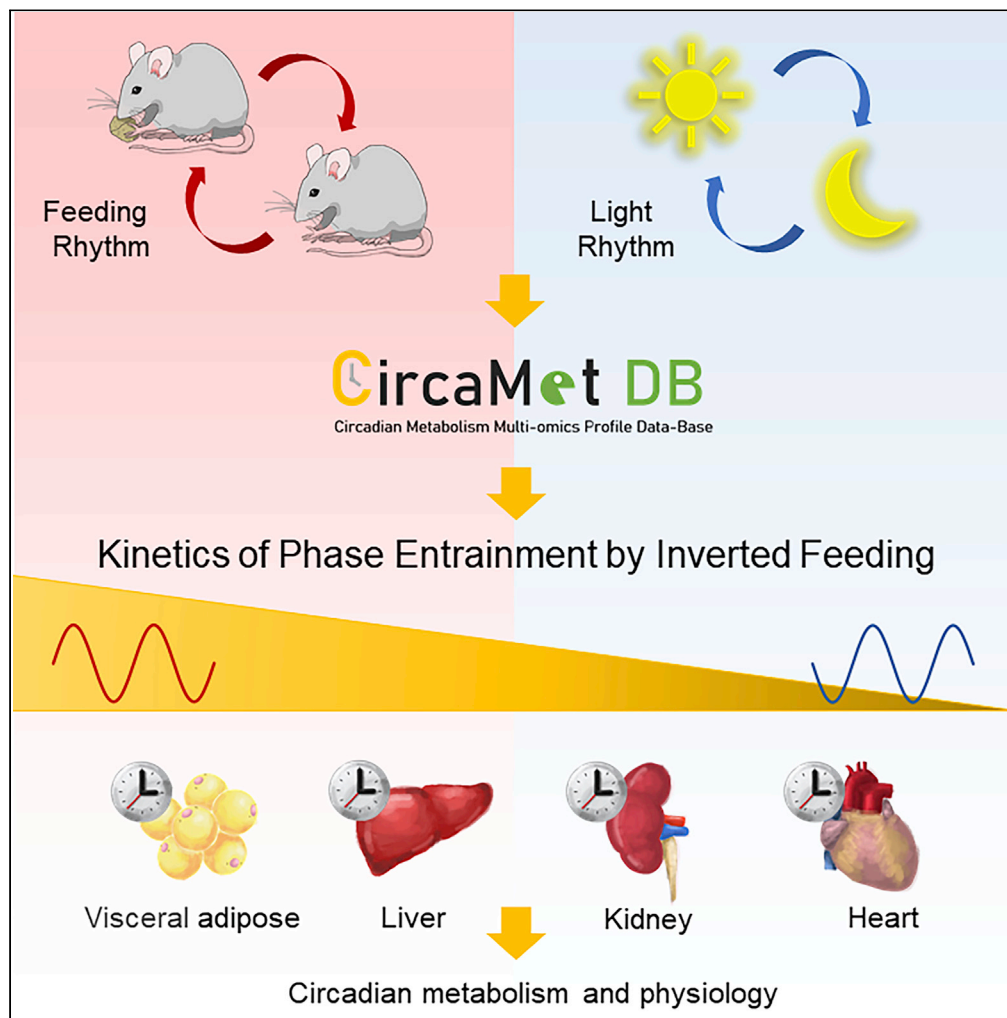 Feeding
Rhythm
Light
Rhythm
CircaMet DB
Circadian Metabolism Multi-omics Profile Data-Base
Kinetics of Phase Entrainment by Inverted Feeding
Visceral adipose
Liver
Kidney
Heart
Circadian metabolism and physiology